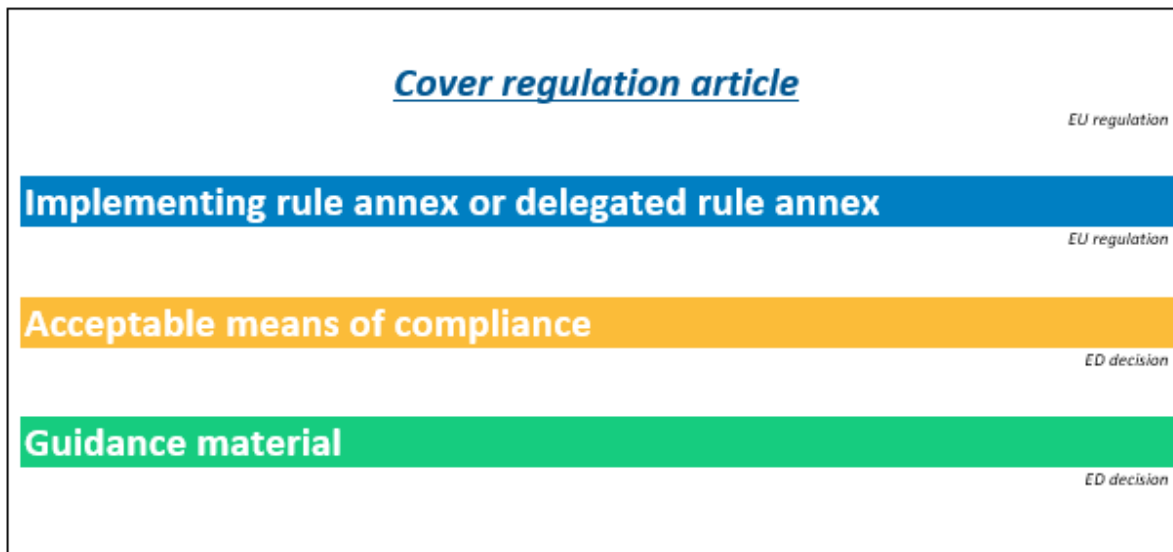 Cover regulation article
EU regulation
Implementing rule annex or delegated rule annex
EU regulation
Acceptable means of compliance
ED decision
Guidance material
ED decision